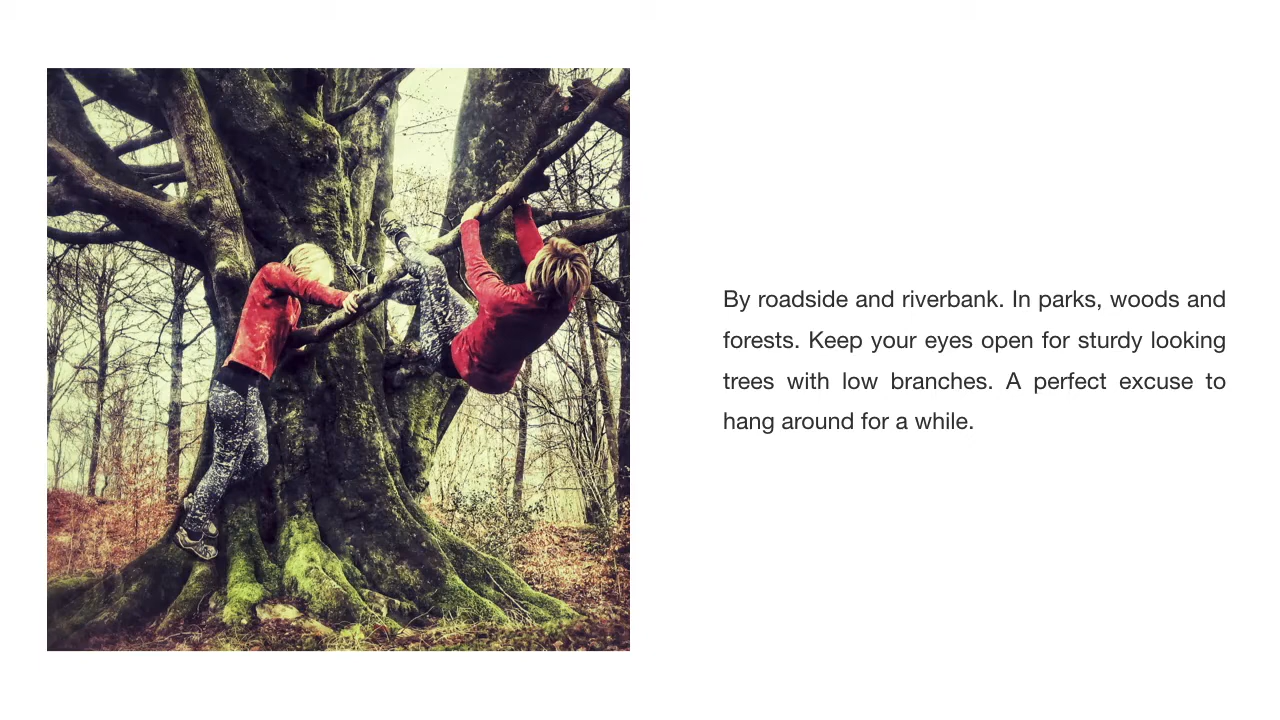 By roadside and riverbank. In parks, woods and
forests. Keep your eyes open for sturdy looking
trees with low branches. A perfect excuse to
hang around for a while.